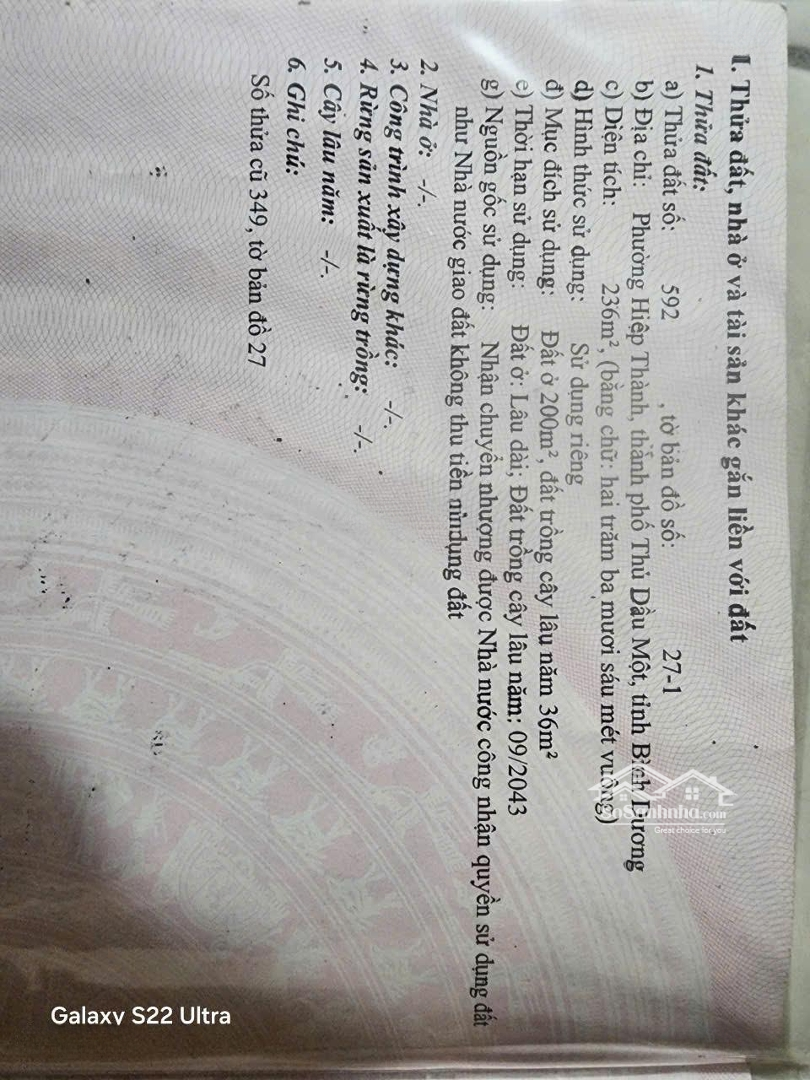 I. Thửa đất, nhà ở và tài sản khác gắn liền với đất
1. Thửa đất:
a) Thửa đất số: 592 , tờ bản đồ số: 27-1
b) Địa chỉ: Phường Hiệp Thành, thành phố Thủ Dầu Một, tỉnh Bình Dương
c) Diện tích: 236m², (bằng chữ: hai trăm ba mươi sáu mét vuông)
d) Hình thức sử dụng: Sử dụng riêng
đ) Mục đích sử dụng: Đất ở 200m², đất trồng cây lâu năm 36m²
e) Thời hạn sử dụng: Đất ở: Lâu dài; Đất trồng cây lâu năm: 09/2043
g) Nguồn gốc sử dụng: Nhận chuyển nhượng được Nhà nước công nhận quyền sử dụng đất
như Nhà nước giao đất không thu tiền dụng đất
2. Nhà ở: -/-.
3. Công trình xây dựng khác: -/-.
4. Rừng sản xuất là rừng trồng: -/-.
5. Cây lâu năm: -/-.
6. Ghi chú:
Số thửa cũ 349, tờ bản đồ 27
Great choice for you
Galaxy S22 Ultra